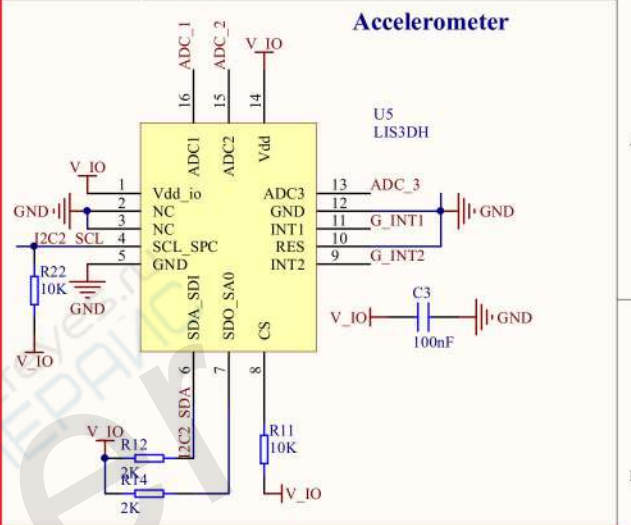 Accelerometer
ADC_1
ADC_2
V_IO
16
15
14
U5
LIS3DH
ADC1
ADC2
Vdd
V_IO
1
Vdd_io
ADC3
13
ADC_3
GND
2
NC
GND
12
GND
3
NC
INT1
11
G_INT1
I2C2_SCL
4
SCL_SPC
RES
10
5
GND
INT2
9
G_INT2
R22
10K
GND
V_IO
SDA_SDI
SDO_SA0
CS
C3
V_IO
GND
100nF
6
7
8
I2C2_SDA
V_IO
R12
2K
R14
2K
R11
10K
V_IO